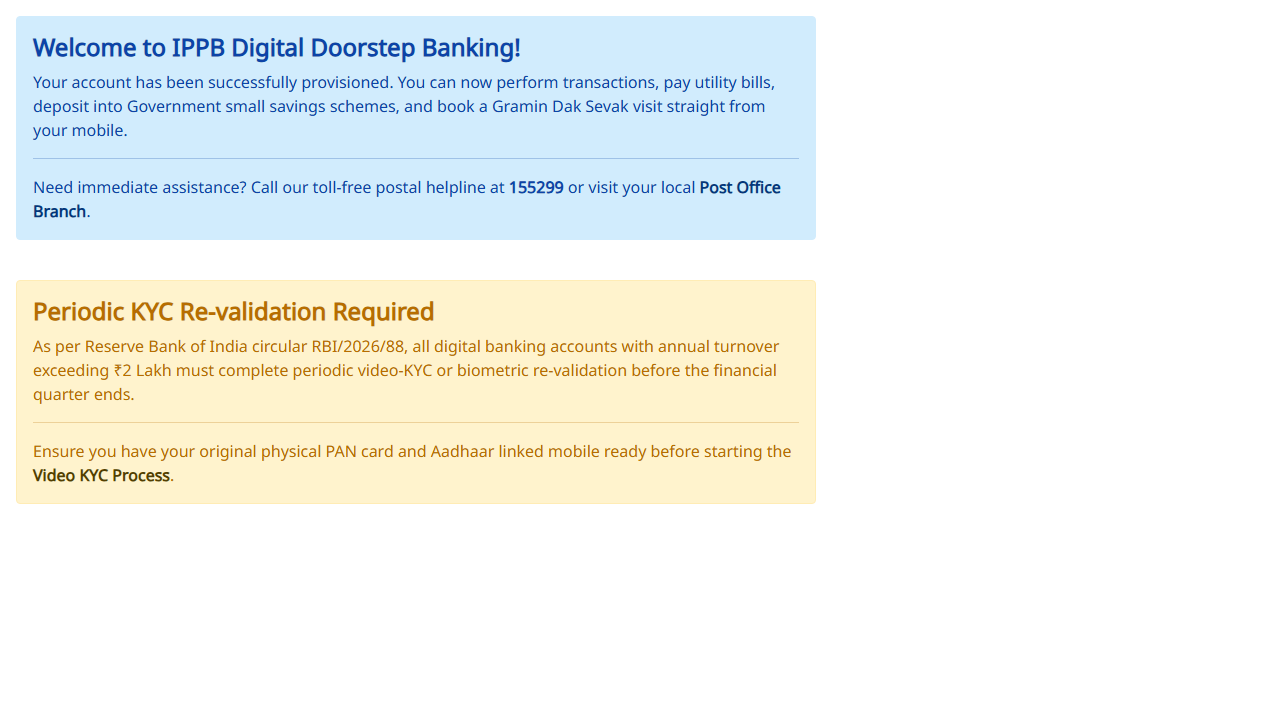 Welcome to IPPB Digital Doorstep Banking!
Your account has been successfully provisioned. You can now perform transactions, pay utility bills,
deposit into Government small savings schemes, and book a Gramin Dak Sevak visit straight from
your mobile.
Need immediate assistance? Call our toll-free postal helpline at 155299 or visit your local Post Office
Branch.
Periodic KYC Re-validation Required
As per Reserve Bank of India circular RBI/2026/88, all digital banking accounts with annual turnover
exceeding ₹2 Lakh must complete periodic video-KYC or biometric re-validation before the financial
quarter ends.
Ensure you have your original physical PAN card and Aadhaar linked mobile ready before starting the
Video KYC Process.